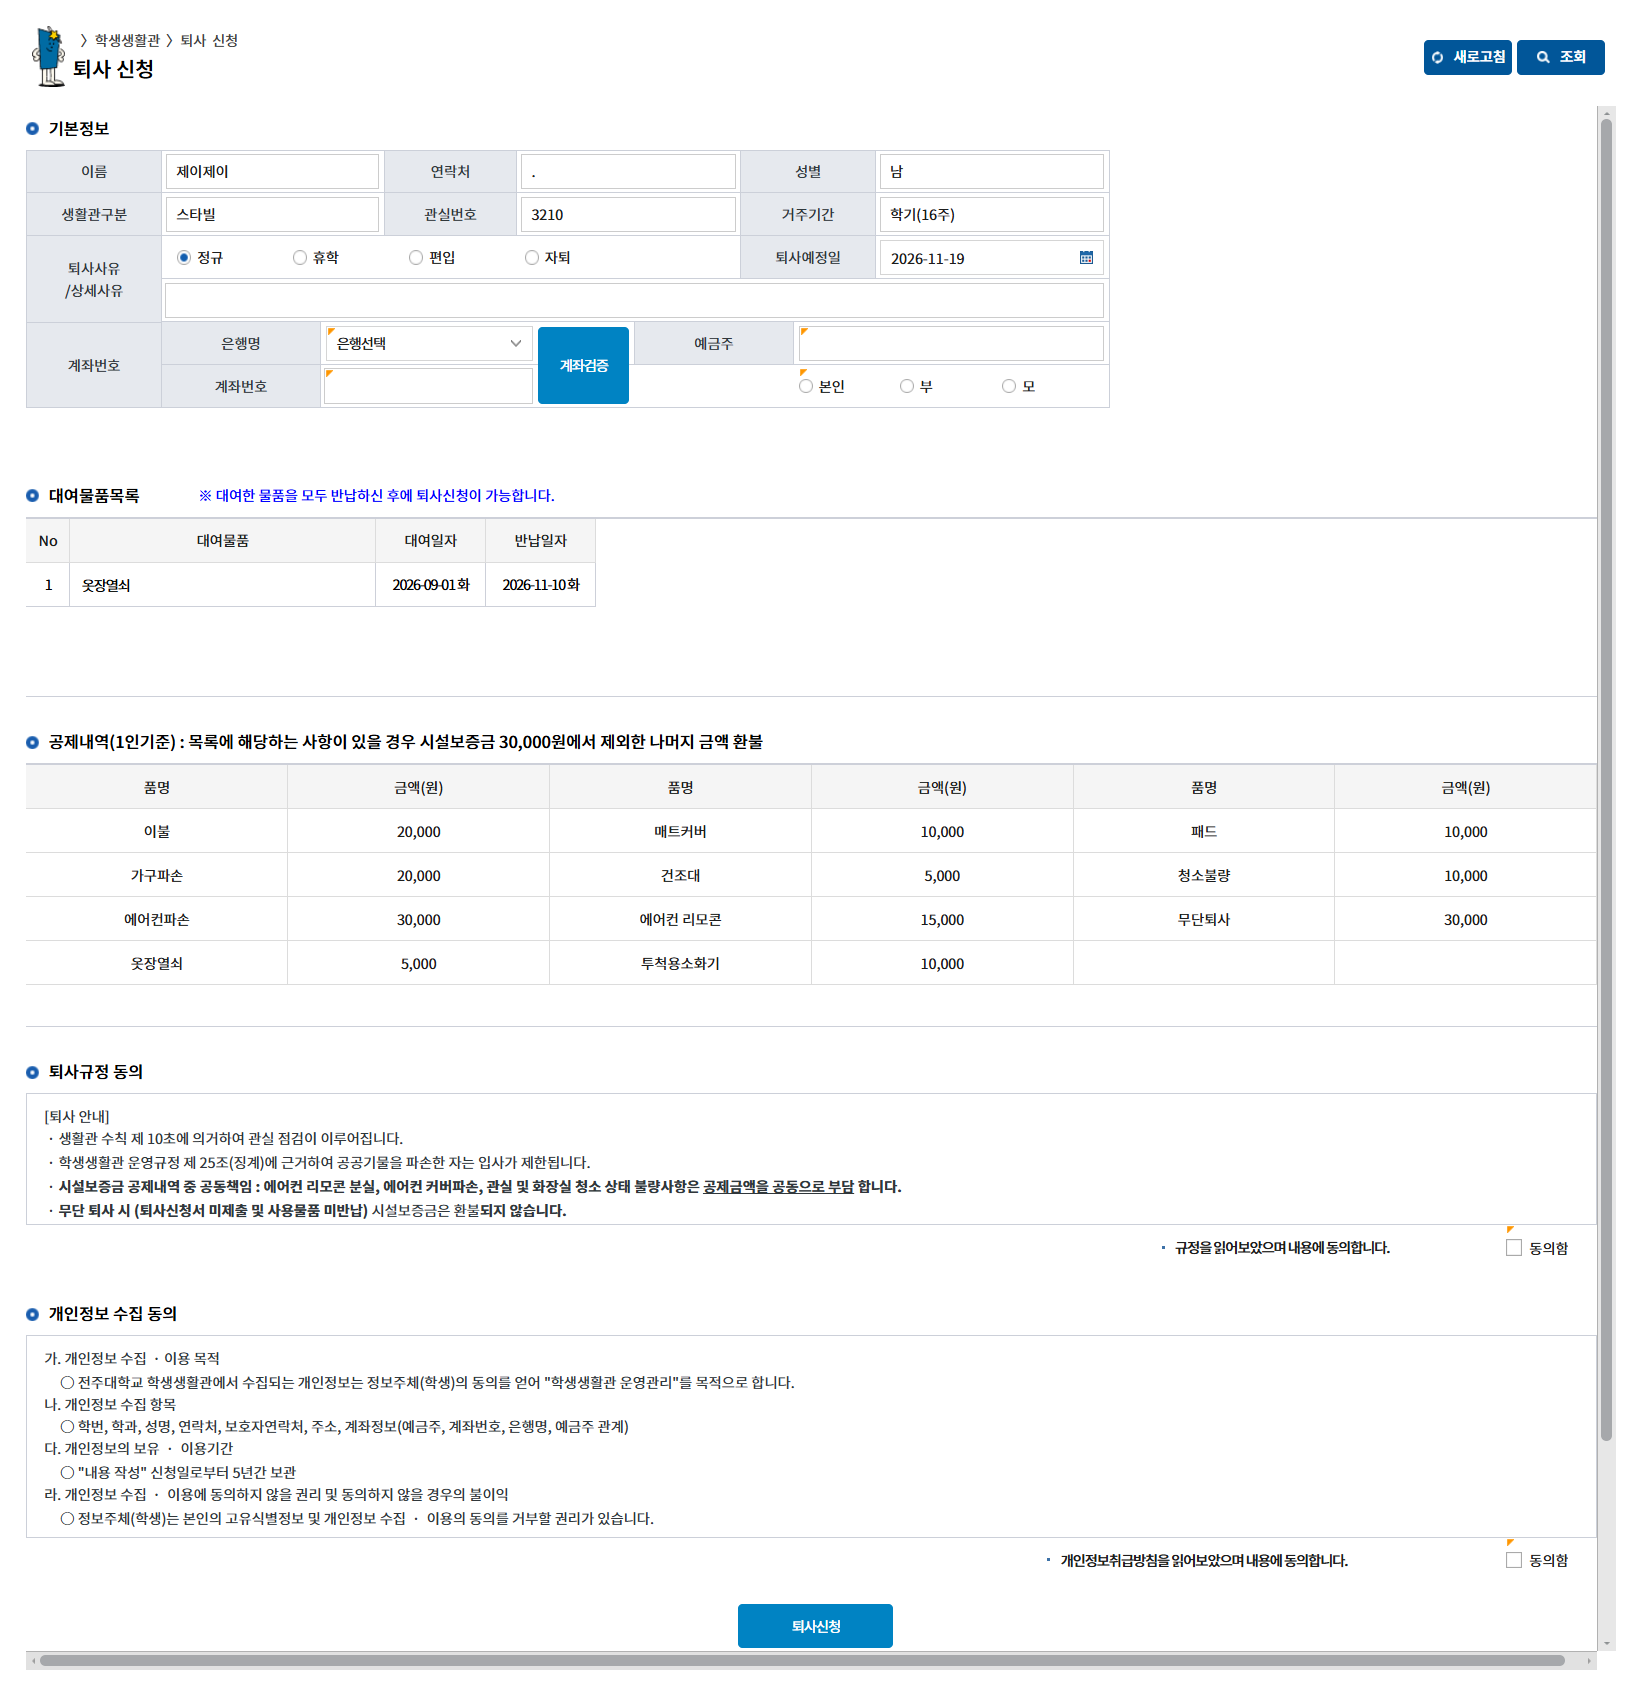 〉 학생생활관 〉 퇴사 신청
퇴사 신청
새로고침
조회
기본정보
이름 제이제이 연락처 . 성별 남
생활관구분 스타빌 관실번호 3210 거주기간 학기(16주)
퇴사사유
/상세사유
정규 휴학 편입 자퇴 퇴사예정일 2026-11-19
계좌번호 은행명 은행선택 계좌검증 예금주
계좌번호 본인 부 모
대여물품목록 ※ 대여한 물품을 모두 반납하신 후에 퇴사신청이 가능합니다.
No 대여물품 대여일자 반납일자
1 옷장열쇠 2026-09-01 화 2026-11-10 화
공제내역(1인기준) : 목록에 해당하는 사항이 있을 경우 시설보증금 30,000원에서 제외한 나머지 금액 환불
품명 금액(원) 품명 금액(원) 품명 금액(원)
이불 20,000 매트커버 10,000 패드 10,000
가구파손 20,000 건조대 5,000 청소불량 10,000
에어컨파손 30,000 에어컨 리모콘 15,000 무단퇴사 30,000
옷장열쇠 5,000 투척용소화기 10,000
퇴사규정 동의
[퇴사 안내]
· 생활관 수칙 제 10초에 의거하여 관실 점검이 이루어집니다.
· 학생생활관 운영규정 제 25조(징계)에 근거하여 공공기물을 파손한 자는 입사가 제한됩니다.
· 시설보증금 공제내역 중 공동책임 : 에어컨 리모콘 분실, 에어컨 커버파손, 관실 및 화장실 청소 상태 불량사항은 공제금액을 공동으로 부담 합니다.
· 무단 퇴사 시 (퇴사신청서 미제출 및 사용물품 미반납) 시설보증금은 환불되지 않습니다.
· 규정을 읽어보았으며 내용에 동의합니다. 동의함
개인정보 수집 동의
가. 개인정보 수집 · 이용 목적
○ 전주대학교 학생생활관에서 수집되는 개인정보는 정보주체(학생)의 동의를 얻어 "학생생활관 운영관리"를 목적으로 합니다.
나. 개인정보 수집 항목
○ 학번, 학과, 성명, 연락처, 보호자연락처, 주소, 계좌정보(예금주, 계좌번호, 은행명, 예금주 관계)
다. 개인정보의 보유 · 이용기간
○ "내용 작성" 신청일로부터 5년간 보관
라. 개인정보 수집 · 이용에 동의하지 않을 권리 및 동의하지 않을 경우의 불이익
○ 정보주체(학생)는 본인의 고유식별정보 및 개인정보 수집 · 이용의 동의를 거부할 권리가 있습니다.
· 개인정보취급방침을 읽어보았으며 내용에 동의합니다. 동의함
퇴사신청